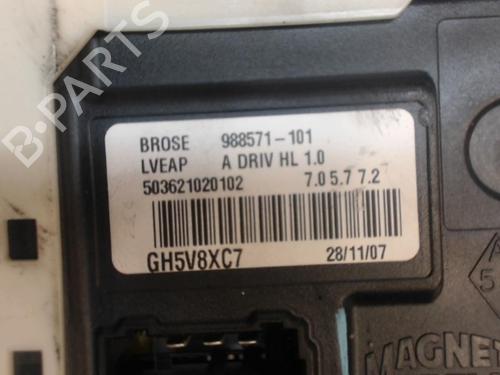 B-Parts
BROSE 988571-101
LVEAP A DRIV HL 1.0
503621020102 7.0 5.7 7.2
GH5V8XC7 28/11/07
A
5
MAGNET